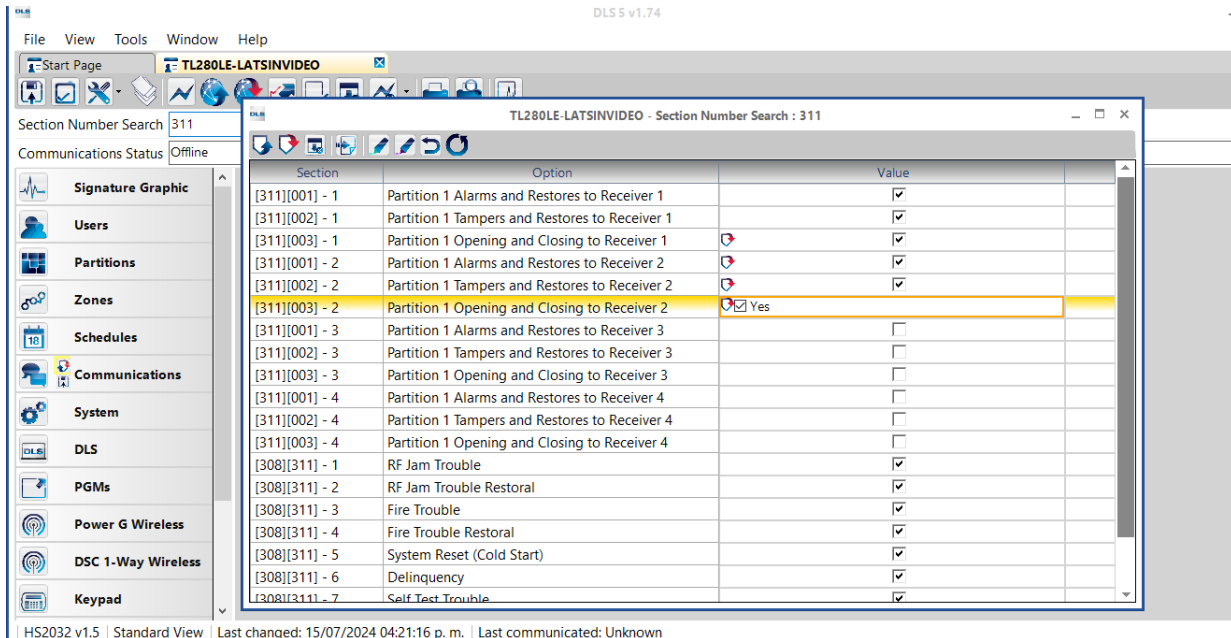 DLS
DLS 5 v1.74
File View Tools Window Help
Start Page TL280LE-LATSINVIDEO
Section Number Search 311
Communications Status Offline
Signature Graphic
Users
Partitions
Zones
18 Schedules
Communications
System
DLS DLS
PGMs
Power G Wireless
DSC 1-Way Wireless
Keypad
DLS TL280LE-LATSINVIDEO - Section Number Search : 311
Section Option Value
[311][001] - 1 Partition 1 Alarms and Restores to Receiver 1
[311][002] - 1 Partition 1 Tampers and Restores to Receiver 1
[311][003] - 1 Partition 1 Opening and Closing to Receiver 1
[311][001] - 2 Partition 1 Alarms and Restores to Receiver 2
[311][002] - 2 Partition 1 Tampers and Restores to Receiver 2
[311][003] - 2 Partition 1 Opening and Closing to Receiver 2 Yes
[311][001] - 3 Partition 1 Alarms and Restores to Receiver 3
[311][002] - 3 Partition 1 Tampers and Restores to Receiver 3
[311][003] - 3 Partition 1 Opening and Closing to Receiver 3
[311][001] - 4 Partition 1 Alarms and Restores to Receiver 4
[311][002] - 4 Partition 1 Tampers and Restores to Receiver 4
[311][003] - 4 Partition 1 Opening and Closing to Receiver 4
[308][311] - 1 RF Jam Trouble
[308][311] - 2 RF Jam Trouble Restoral
[308][311] - 3 Fire Trouble
[308][311] - 4 Fire Trouble Restoral
[308][311] - 5 System Reset (Cold Start)
[308][311] - 6 Delinquency
[308][311] - 7 Self Test Trouble
HS2032 v1.5 Standard View Last changed: 15/07/2024 04:21:16 p. m. Last communicated: Unknown